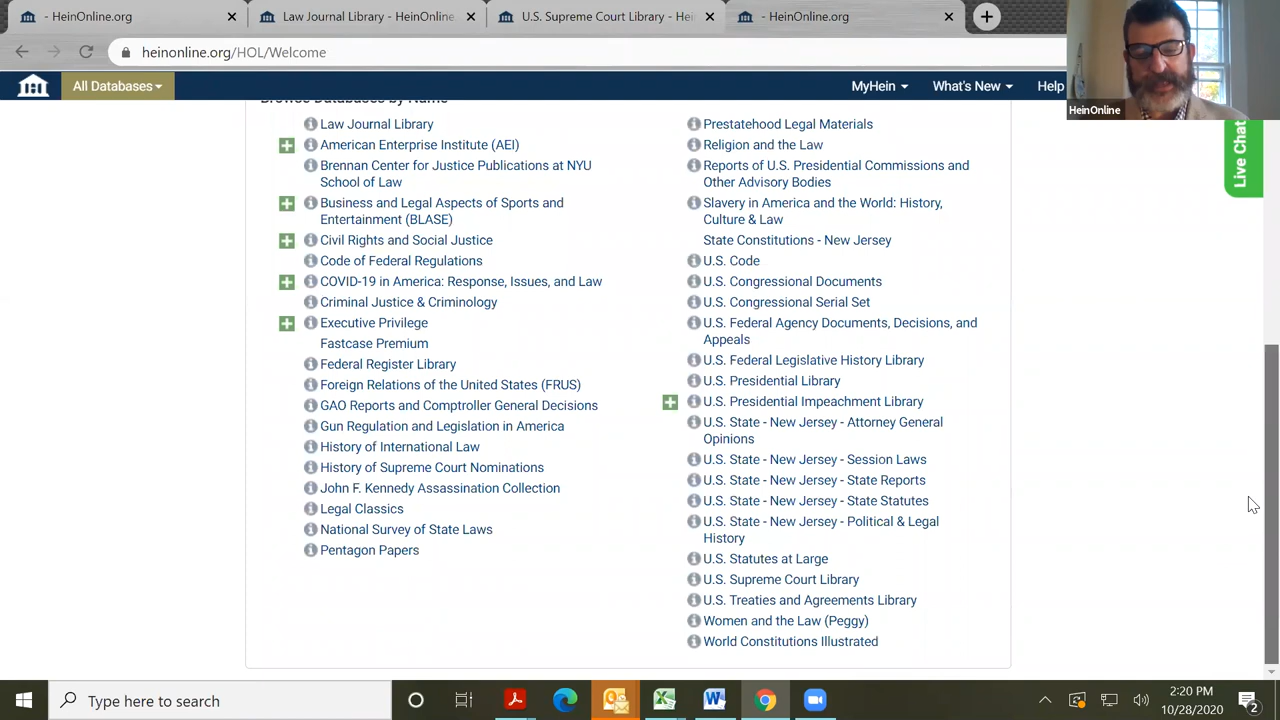 - HeinOnline.org
Law Journal Library - HeinOnline
U.S. Supreme Court Library - Hei
- HeinOnline.org
heinonline.org/HOL/Welcome
All Databases
MyHein
What's New
Help
HeinOnline
Live Chat
Browse Databases by Name
Law Journal Library
American Enterprise Institute (AEI)
Brennan Center for Justice Publications at NYU
School of Law
Business and Legal Aspects of Sports and
Entertainment (BLASE)
Civil Rights and Social Justice
Code of Federal Regulations
COVID-19 in America: Response, Issues, and Law
Criminal Justice & Criminology
Executive Privilege
Fastcase Premium
Federal Register Library
Foreign Relations of the United States (FRUS)
GAO Reports and Comptroller General Decisions
Gun Regulation and Legislation in America
History of International Law
History of Supreme Court Nominations
John F. Kennedy Assassination Collection
Legal Classics
National Survey of State Laws
Pentagon Papers
Prestatehood Legal Materials
Religion and the Law
Reports of U.S. Presidential Commissions and
Other Advisory Bodies
Slavery in America and the World: History,
Culture & Law
State Constitutions - New Jersey
U.S. Code
U.S. Congressional Documents
U.S. Congressional Serial Set
U.S. Federal Agency Documents, Decisions, and
Appeals
U.S. Federal Legislative History Library
U.S. Presidential Library
U.S. Presidential Impeachment Library
U.S. State - New Jersey - Attorney General
Opinions
U.S. State - New Jersey - Session Laws
U.S. State - New Jersey - State Reports
U.S. State - New Jersey - State Statutes
U.S. State - New Jersey - Political & Legal
History
U.S. Statutes at Large
U.S. Supreme Court Library
U.S. Treaties and Agreements Library
Women and the Law (Peggy)
World Constitutions Illustrated
Type here to search
2:20 PM
10/28/2020
2